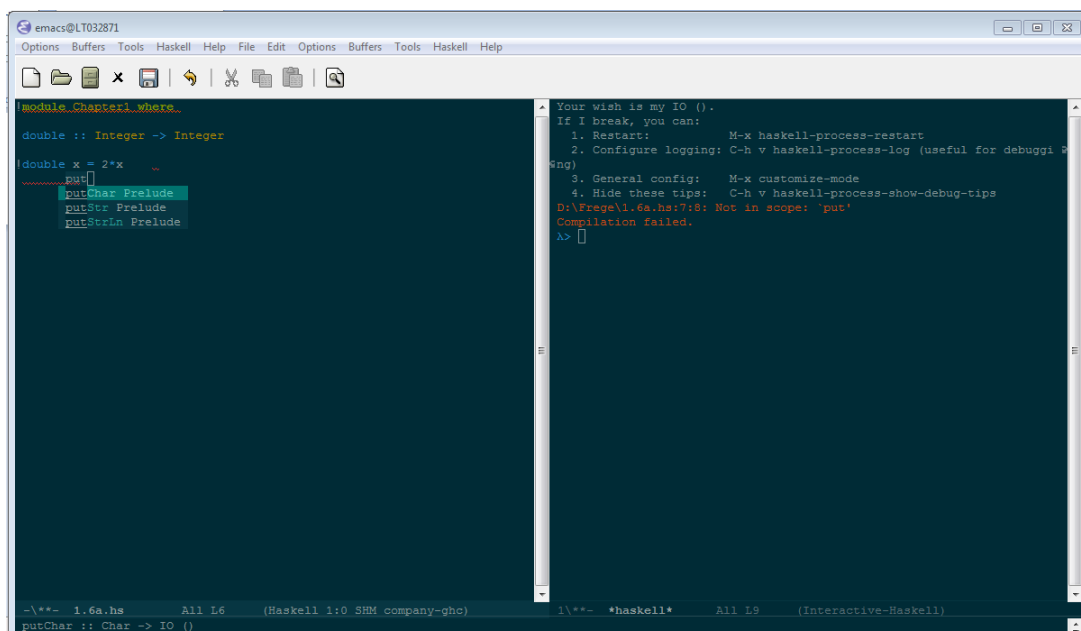 emacs@LT032871
Options Buffers Tools Haskell Help File Edit Options Buffers Tools Haskell Help
!module Chapter1 where
double :: Integer -> Integer
!double x = 2*x
put
putChar Prelude
putStr Prelude
putStrLn Prelude
-\**- 1.6a.hs All L6 (Haskell 1:0 SHM company-ghc)
putChar :: Char -> IO ()
Your wish is my IO ().
If I break, you can:
1. Restart: M-x haskell-process-restart
2. Configure logging: C-h v haskell-process-log (useful for debuggi
ng)
3. General config: M-x customize-mode
4. Hide these tips: C-h v haskell-process-show-debug-tips
D:\Frege\1.6a.hs:7:8: Not in scope: `put'
Compilation failed.
λ>
1\**- *haskell* All L9 (Interactive-Haskell)